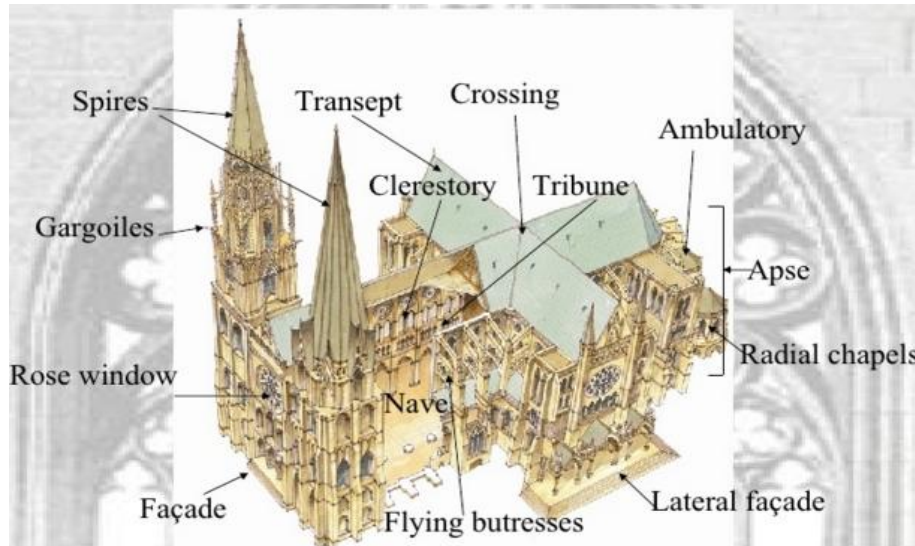 Spires
Transept
Crossing
Ambulatory
Clerestory
Tribune
Gargoiles
Apse
Rose window
Nave
Radial chapels
Façade
Flying butresses
Lateral façade